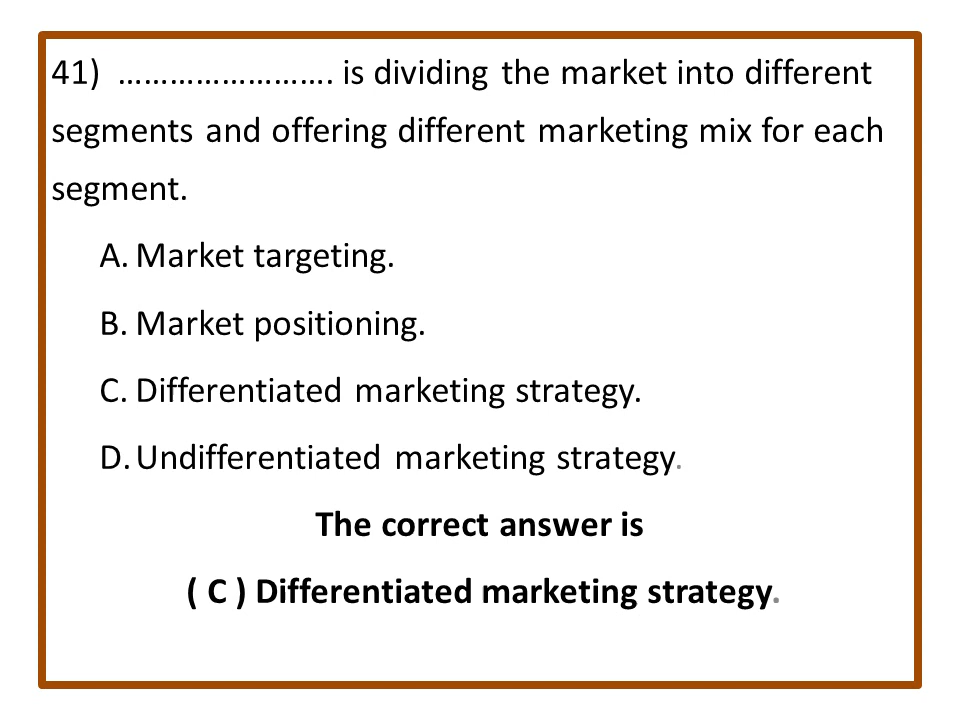 41) ……………………. is dividing the market into different
segments and offering different marketing mix for each
segment.
A. Market targeting.
B. Market positioning.
C. Differentiated marketing strategy.
D. Undifferentiated marketing strategy.
The correct answer is
( C ) Differentiated marketing strategy.